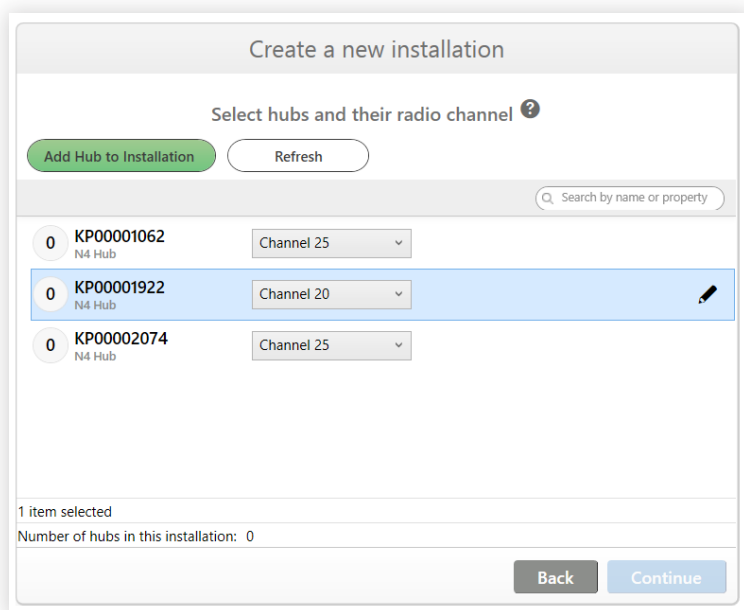 Create a new installation
Select hubs and their radio channel ?
Add Hub to Installation
Refresh
Search by name or property
0 KP00001062 Channel 25
N4 Hub
0 KP00001922 Channel 20
N4 Hub
0 KP00002074 Channel 25
N4 Hub
1 item selected
Number of hubs in this installation: 0
Back
Continue